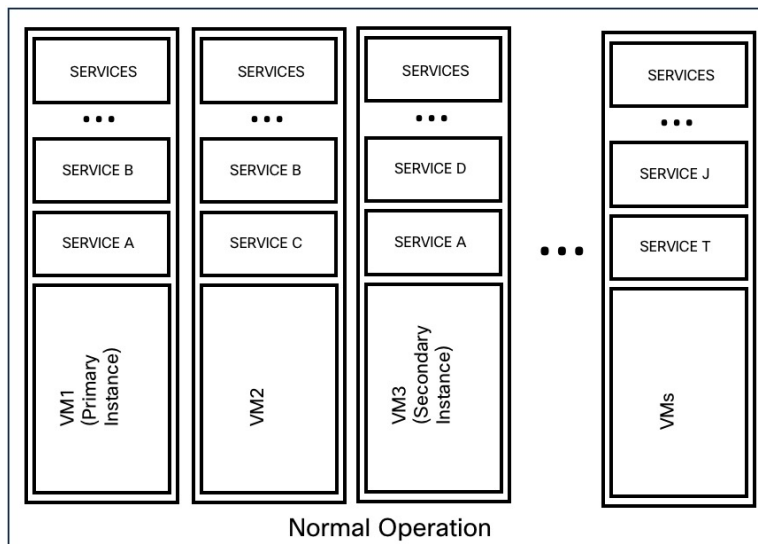 SERVICES
...
SERVICE B
SERVICE A
VM1
(Primary
Instance)
SERVICES
...
SERVICE B
SERVICE C
VM2
SERVICES
...
SERVICE D
SERVICE A
VM3
(Secondary
Instance)
...
SERVICES
...
SERVICE J
SERVICE T
VMs
Normal Operation